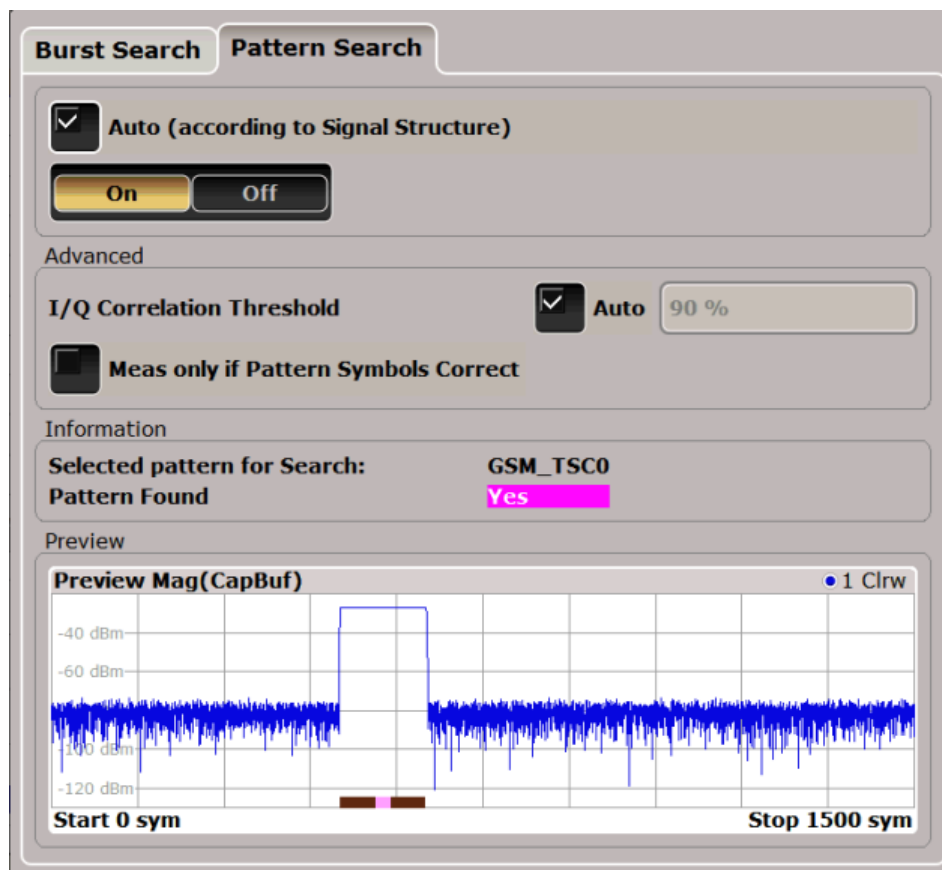 Burst Search Pattern Search
Auto (according to Signal Structure)
On Off
Advanced
I/Q Correlation Threshold Auto 90 %
Meas only if Pattern Symbols Correct
Information
Selected pattern for Search: GSM_TSC0
Pattern Found Yes
Preview
Preview Mag(CapBuf) 1 Clrw
-40 dBm
-60 dBm
-100 dBm
-120 dBm
Start 0 sym Stop 1500 sym